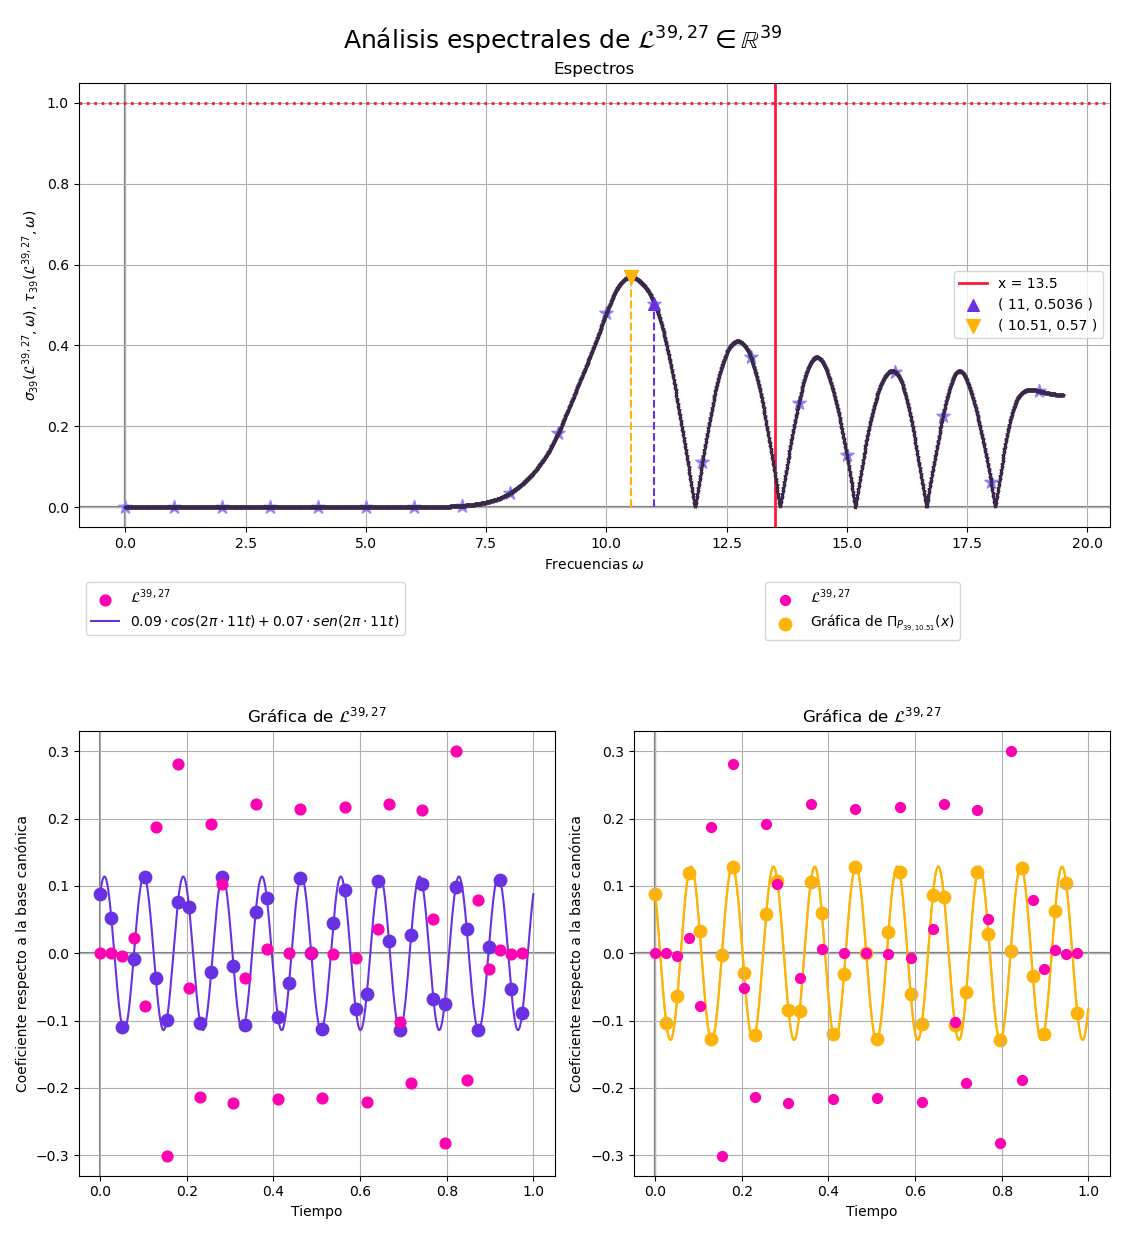 Análisis espectrales de ℒ^{39,27} ∈ ℝ^{39}
Espectros
σ_{39}(ℒ^{39,27}, ω), τ_{39}(ℒ^{39,27}, ω)
1.0
0.8
0.6
0.4
0.2
0.0
x = 13.5
( 11, 0.5036 )
( 10.51, 0.57 )
0.0 2.5 5.0 7.5 10.0 12.5 15.0 17.5 20.0
Frecuencias ω
ℒ^{39,27}
0.09 · cos(2π · 11t) + 0.07 · sen(2π · 11t)
ℒ^{39,27}
Gráfica de Π_{P_{39,10.51}}(x)
Gráfica de ℒ^{39,27}
Coeficiente respecto a la base canónica
0.3
0.2
0.1
0.0
−0.1
−0.2
−0.3
0.0 0.2 0.4 0.6 0.8 1.0
Tiempo
Gráfica de ℒ^{39,27}
Coeficiente respecto a la base canónica
0.3
0.2
0.1
0.0
−0.1
−0.2
−0.3
0.0 0.2 0.4 0.6 0.8 1.0
Tiempo